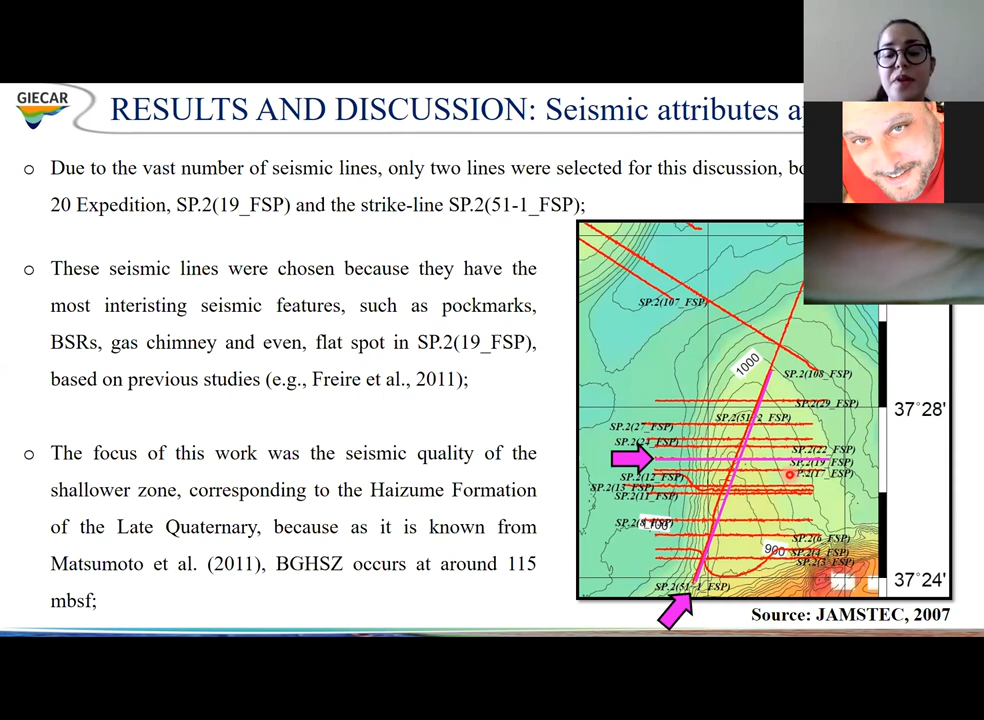 GIECAR
RESULTS AND DISCUSSION: Seismic attributes a
o Due to the vast number of seismic lines, only two lines were selected for this discussion, bo
20 Expedition, SP.2(19_FSP) and the strike-line SP.2(51-1_FSP);
o These seismic lines were chosen because they have the
most interisting seismic features, such as pockmarks,
BSRs, gas chimney and even, flat spot in SP.2(19_FSP),
based on previous studies (e.g., Freire et al., 2011);
o The focus of this work was the seismic quality of the
shallower zone, corresponding to the Haizume Formation
of the Late Quaternary, because as it is known from
Matsumoto et al. (2011), BGHSZ occurs at around 115
mbsf;
SP.2(107_FSP)
1000
SP.2(108_FSP)
SP.2(29_FSP)
37°28'
SP.2(51-2_FSP)
SP.2(27_FSP)
SP.2(24_FSP)
SP.2(22_FSP)
SP.2(19_FSP)
SP.2(17_FSP)
SP.2(12_FSP)
SP.2(13_FSP)
SP.2(11_FSP)
SP.2(8_FSP)
SP.2(6_FSP)
900
SP.2(4_FSP)
SP.2(3_FSP)
37°24'
SP.2(51-1_FSP)
Source: JAMSTEC, 2007